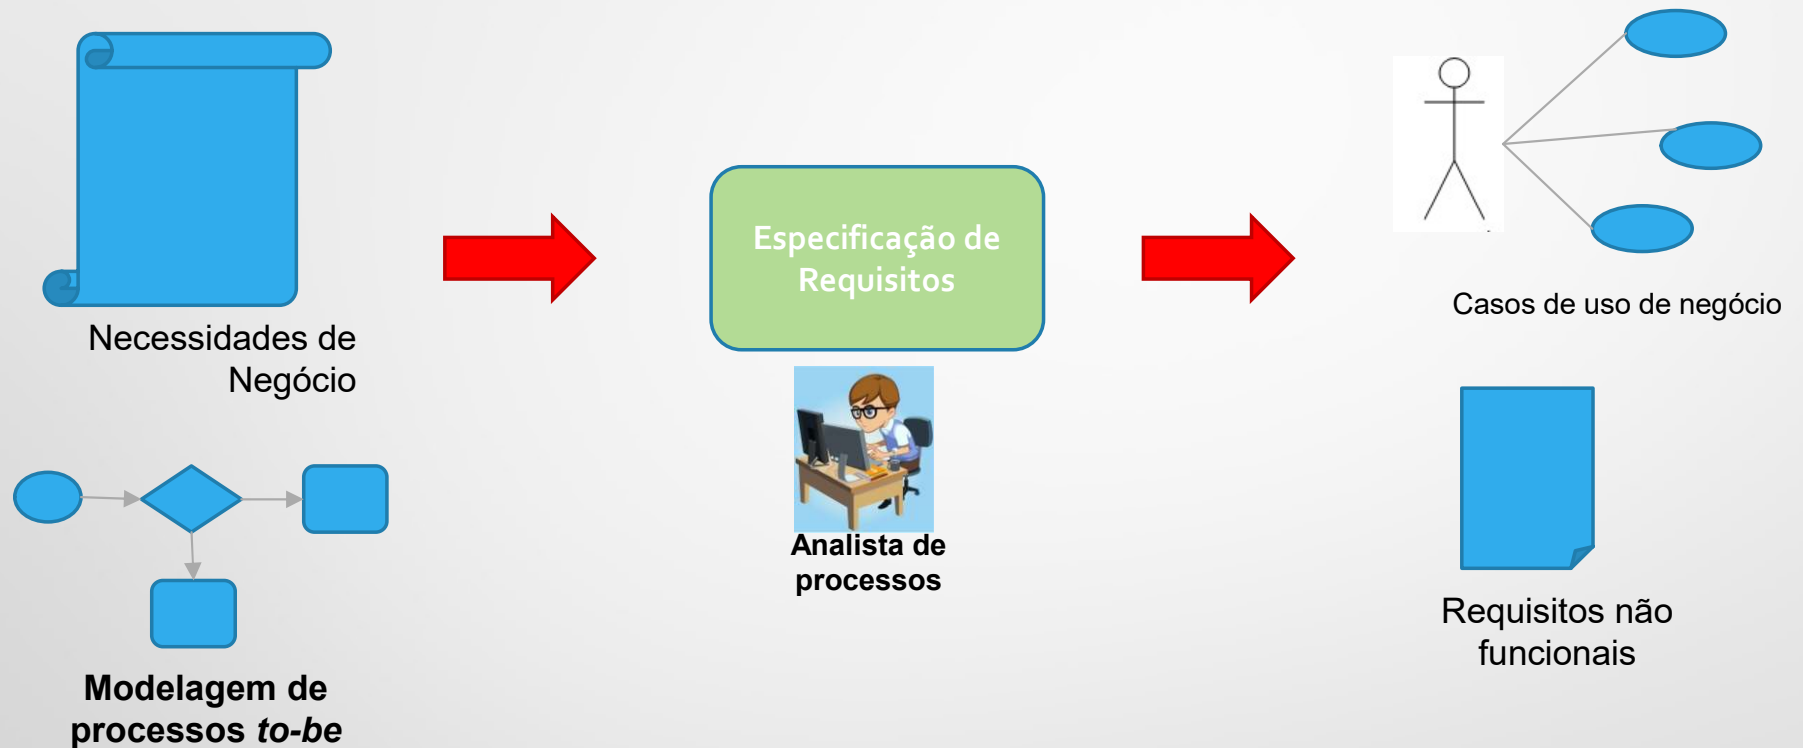 Necessidades de
Negócio
Modelagem de
processos to-be
Especificação de
Requisitos
Analista de
processos
Casos de uso de negócio
Requisitos não
funcionais